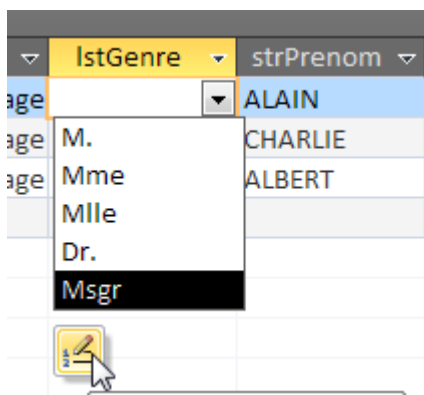 lstGenre strPrenom
age ALAIN
M.
age CHARLIE
Mme
age ALBERT
Mlle
Dr.
Msgr